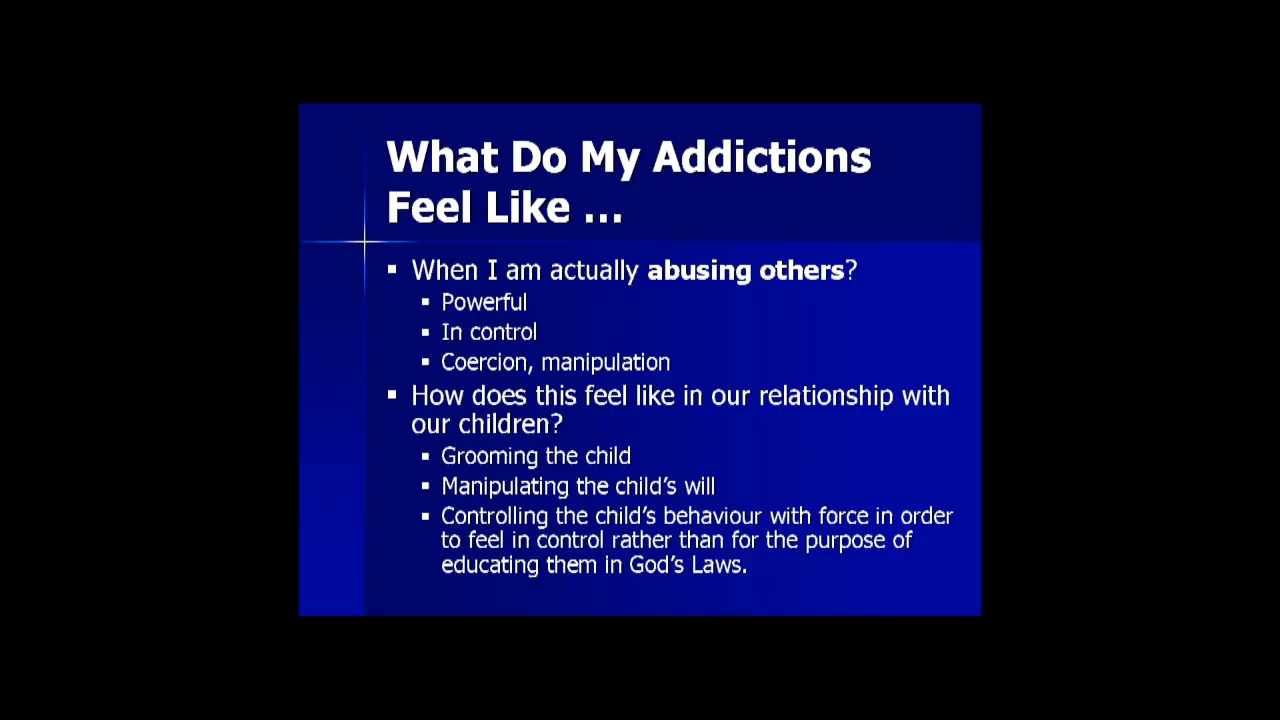 What Do My Addictions
Feel Like ...
▪ When I am actually abusing others?
▪ Powerful
▪ In control
▪ Coercion, manipulation
▪ How does this feel like in our relationship with
our children?
▪ Grooming the child
▪ Manipulating the child's will
▪ Controlling the child's behaviour with force in order
to feel in control rather than for the purpose of
educating them in God's Laws.